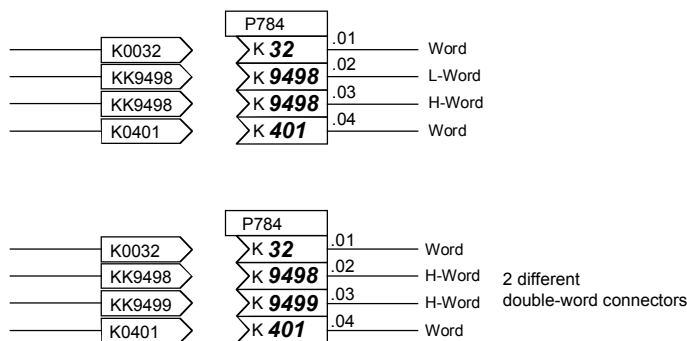 P784
K0032 K 32 .01 Word
KK9498 K 9498 .02 L-Word
KK9498 K 9498 .03 H-Word
K0401 K 401 .04 Word
P784
K0032 K 32 .01 Word
KK9498 K 9498 .02 H-Word 2 different
KK9499 K 9499 .03 H-Word double-word connectors
K0401 K 401 .04 Word